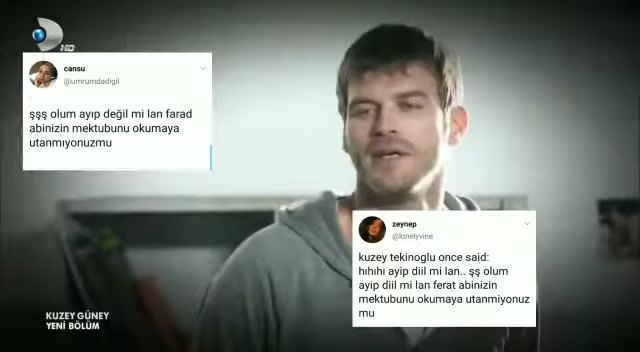 D HD
cansu
@umrumdadigil
şşş olum ayıp değil mi lan farad
abinizin mektubunu okumaya
utanmıyonuzmu
zeynep
@lonelyvine
kuzey tekinoglu once said:
hıhıhı ayip diil mi lan.. şş olum
ayip diil mi lan ferat abinizin
mektubunu okumaya utanmiyonuz
mu
KUZEY GÜNEY
YENİ BÖLÜM